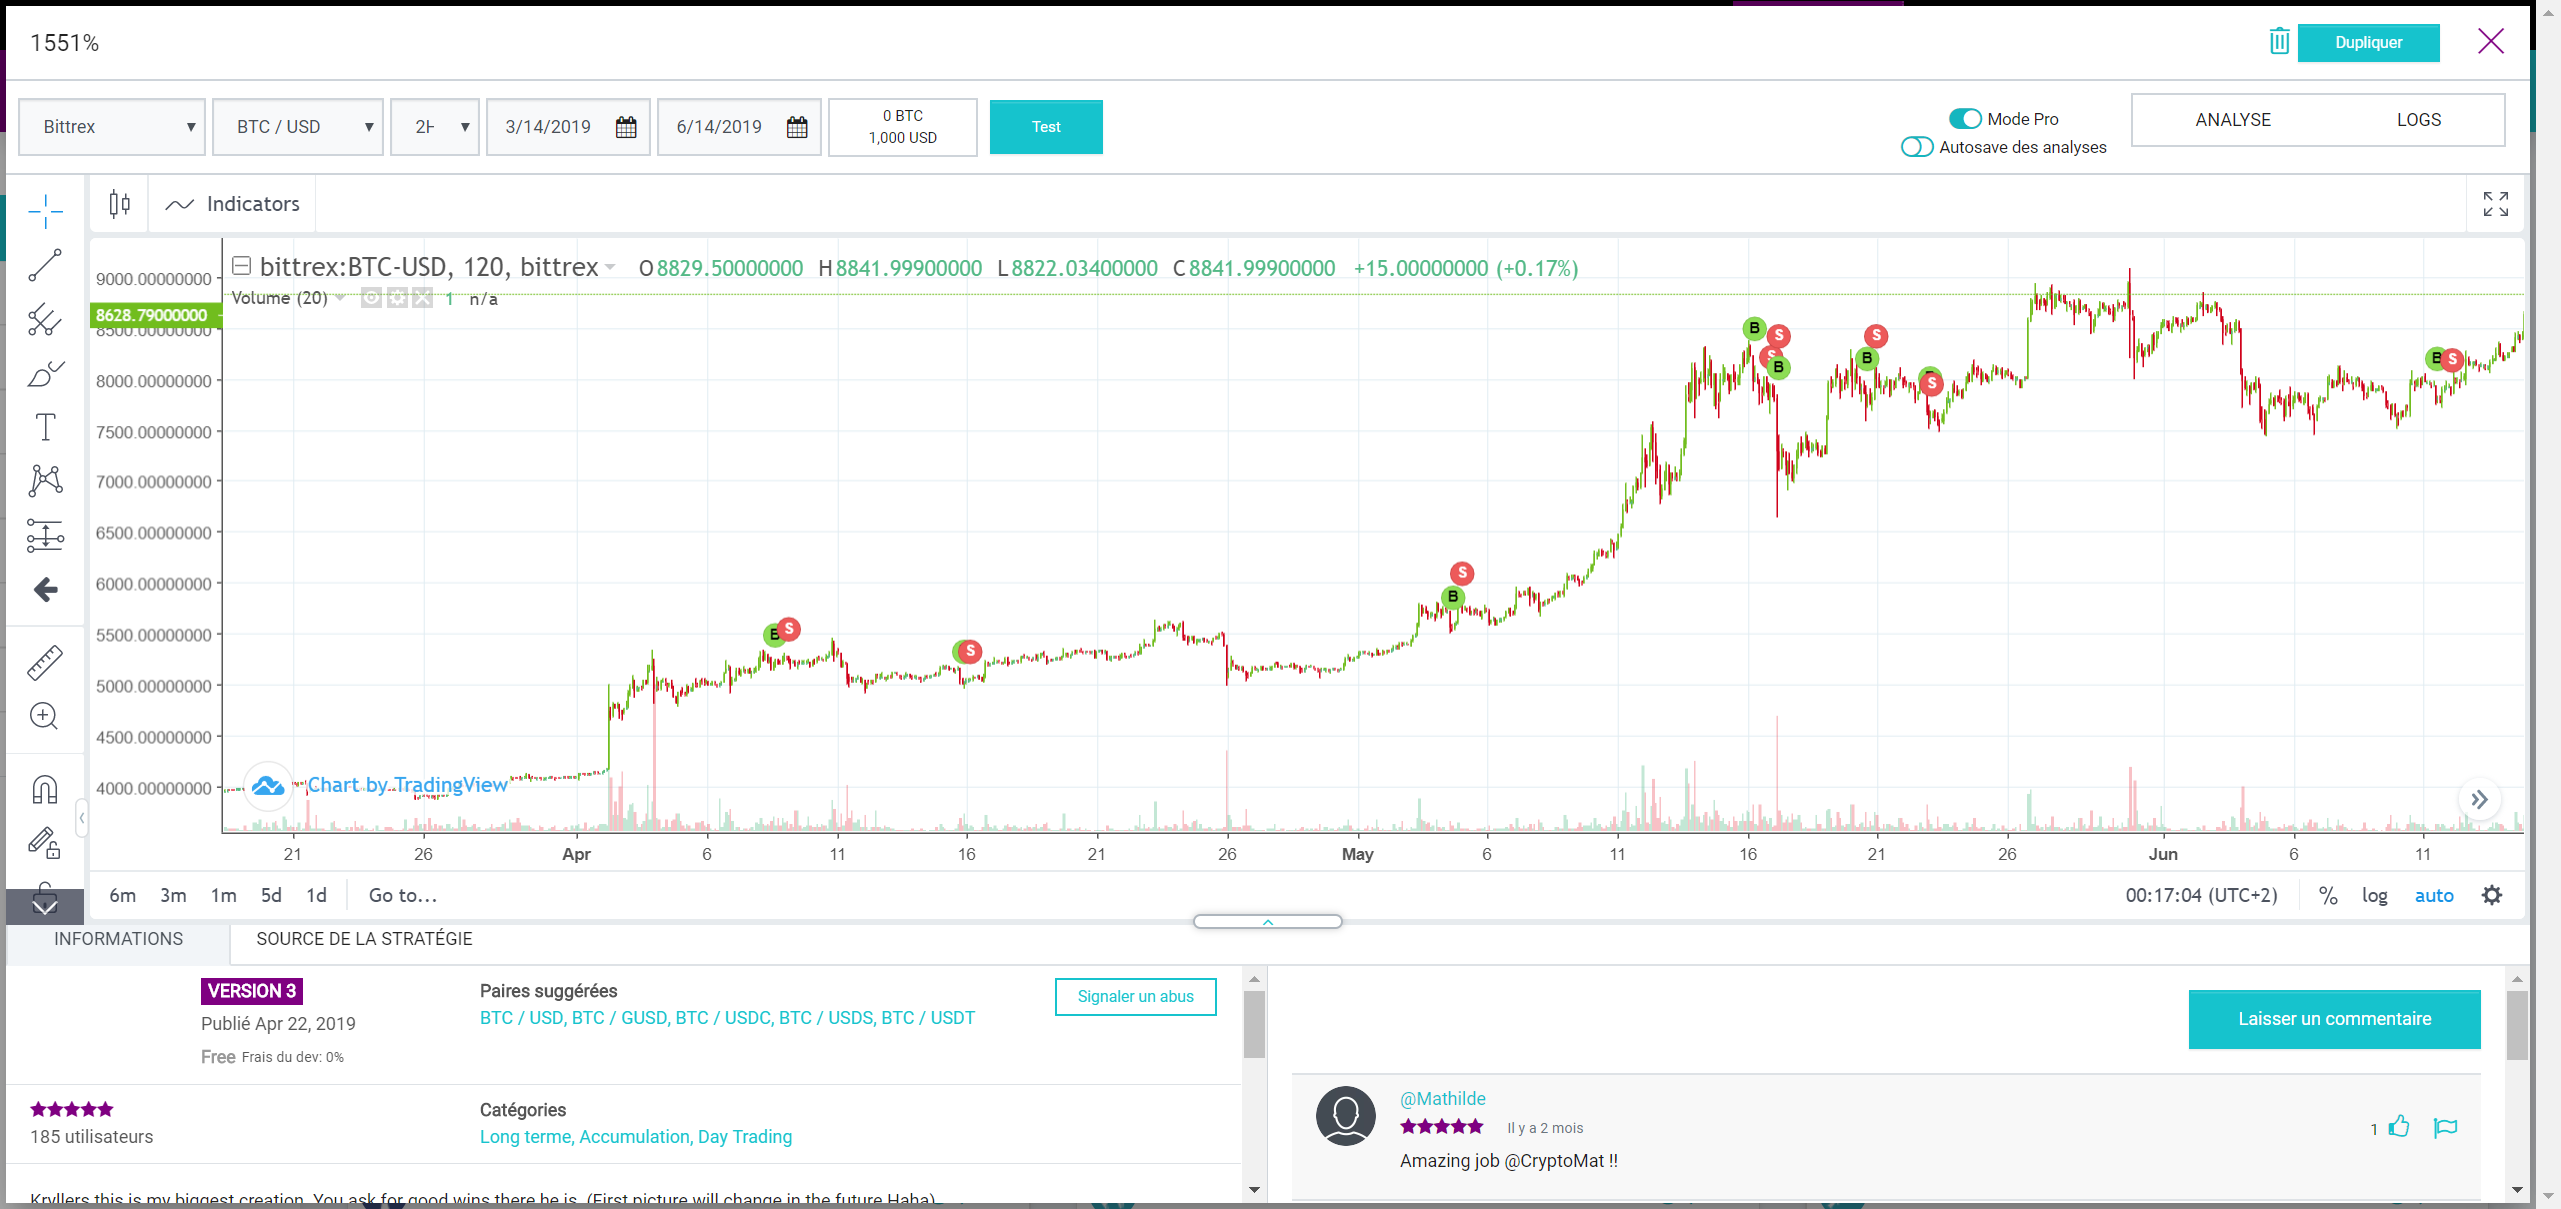 1551%
Dupliquer
Bittrex
BTC / USD
2H
3/14/2019
6/14/2019
0 BTC
1,000 USD
Test
Mode Pro
Autosave des analyses
ANALYSE
LOGS
Indicators
bittrex:BTC-USD, 120, bittrex O8829.50000000 H8841.99900000 L8822.03400000 C8841.99900000 +15.00000000 (+0.17%)
Volume (20) 1 n/a
9000.00000000
8628.79000000
8500.00000000
8000.00000000
7500.00000000
7000.00000000
6500.00000000
6000.00000000
5500.00000000
5000.00000000
4500.00000000
4000.00000000
B S
S
B S
B S
S
B
B S
S
B S
Chart by TradingView
21 26 Apr 6 11 16 21 26 May 6 11 16 21 26 Jun 6 11
6m 3m 1m 5d 1d Go to...
00:17:04 (UTC+2) % log auto
INFORMATIONS
SOURCE DE LA STRATÉGIE
VERSION 3
Publié Apr 22, 2019
Free Frais du dev: 0%
Paires suggérées
BTC / USD, BTC / GUSD, BTC / USDC, BTC / USDS, BTC / USDT
Signaler un abus
185 utilisateurs
Catégories
Long terme, Accumulation, Day Trading
Kryllers this is my biggest creation. You ask for good wins there he is. (First picture will change in the future Haha)
Laisser un commentaire
@Mathilde
Il y a 2 mois
1
Amazing job @CryptoMat !!